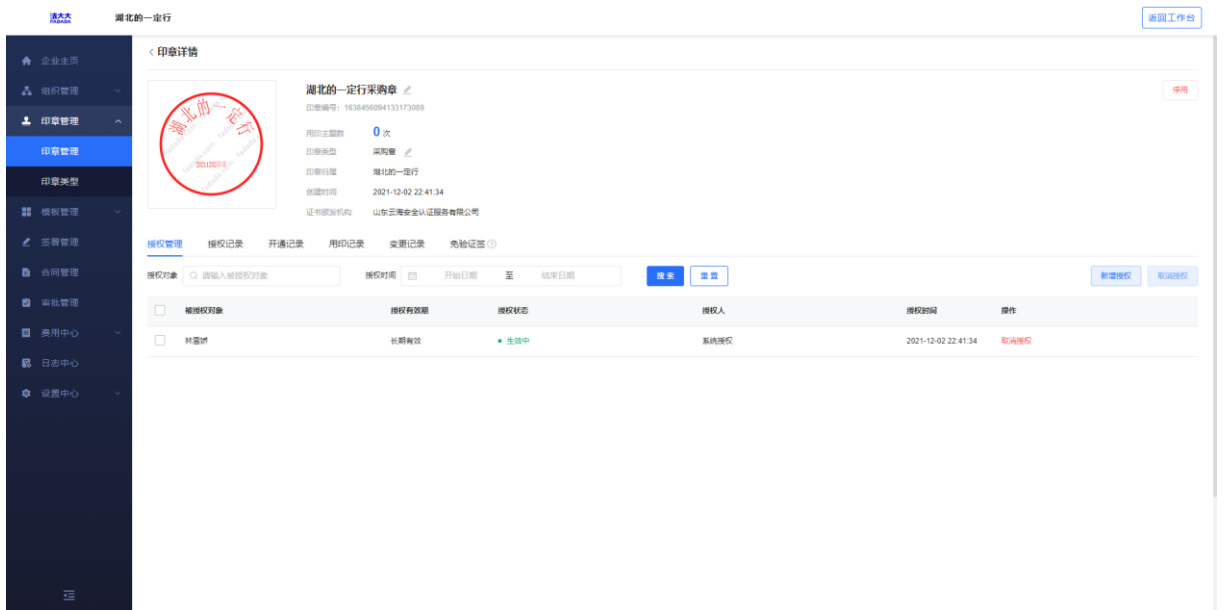 法大大
FADADA
湖北的一定行
返回工作台
企业主页
组织管理
印章管理
印章管理
印章类型
模板管理
签署管理
合同管理
审批管理
费用中心
日志中心
设置中心
< 印章详情
湖北的一定行
湖北的一定行采购章
停用
印章编号：1638456094133173089
用印主题数 0 次
印章类型 采购章
印章归属 湖北的一定行
创建时间 2021-12-02 22:41:34
证书颁发机构 山东云海安全认证服务有限公司
授权管理 授权记录 开通记录 用印记录 变更记录 免验证签
授权对象 请输入被授权对象 授权时间 开始日期 至 结束日期 搜索 重置 新增授权 取消授权
被授权对象 授权有效期 授权状态 授权人 授权时间 操作
林雪娇 长期有效 生效中 系统授权 2021-12-02 22:41:34 取消授权